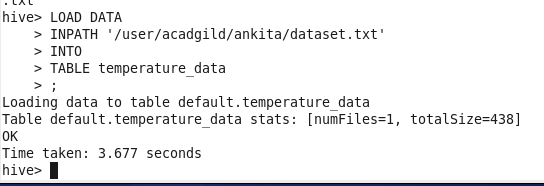 .txt
hive> LOAD DATA
    > INPATH '/user/acadgild/ankita/dataset.txt'
    > INTO
    > TABLE temperature_data
    > ;
Loading data to table default.temperature_data
Table default.temperature_data stats: [numFiles=1, totalSize=438]
OK
Time taken: 3.677 seconds
hive>